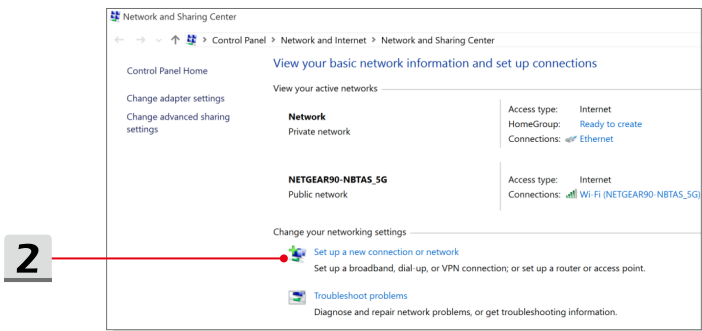 Network and Sharing Center
Control Panel > Network and Internet > Network and Sharing Center
Control Panel Home
Change adapter settings
Change advanced sharing
settings
View your basic network information and set up connections
View your active networks
Network
Private network
Access type: Internet
HomeGroup: Ready to create
Connections: Ethernet
NETGEAR90-NBTAS_5G
Public network
Access type: Internet
Connections: Wi-Fi (NETGEAR90-NBTAS_5G)
Change your networking settings
2
Set up a new connection or network
Set up a broadband, dial-up, or VPN connection; or set up a router or access point.
Troubleshoot problems
Diagnose and repair network problems, or get troubleshooting information.